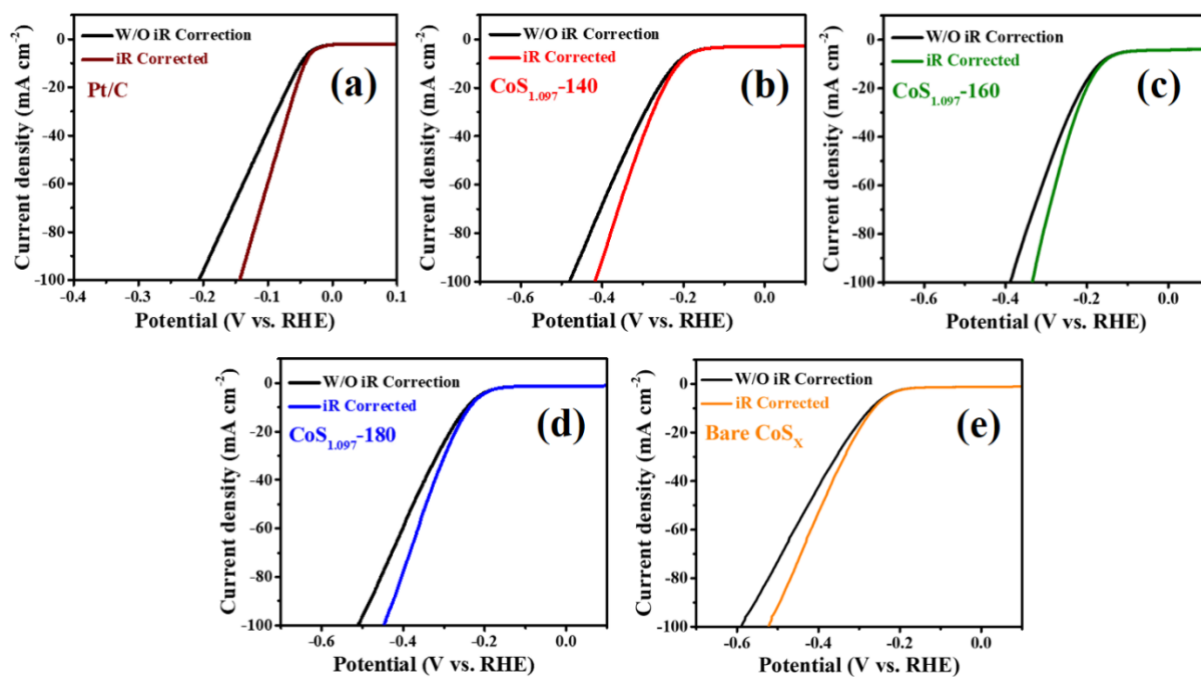 W/O iR Correction
iR Corrected
Pt/C
(a)
Current density (mA cm⁻²)
0
-20
-40
-60
-80
-100
-0.4 -0.3 -0.2 -0.1 0.0 0.1
Potential (V vs. RHE)
W/O iR Correction
iR Corrected
CoS₁.₀₉₇-140
(b)
Current density (mA cm⁻²)
0
-20
-40
-60
-80
-100
-0.6 -0.4 -0.2 0.0
Potential (V vs. RHE)
W/O iR Correction
iR Corrected
CoS₁.₀₉₇-160
(c)
Current density (mA cm⁻²)
0
-20
-40
-60
-80
-100
-0.6 -0.4 -0.2 0.0
Potential (V vs. RHE)
W/O iR Correction
iR Corrected
CoS₁.₀₉₇-180
(d)
Current density (mA cm⁻²)
0
-20
-40
-60
-80
-100
-0.6 -0.4 -0.2 0.0
Potential (V vs. RHE)
W/O iR Correction
iR Corrected
Bare CoSₓ
(e)
Current density (mA cm⁻²)
0
-20
-40
-60
-80
-100
-0.6 -0.4 -0.2 0.0
Potential (V vs. RHE)